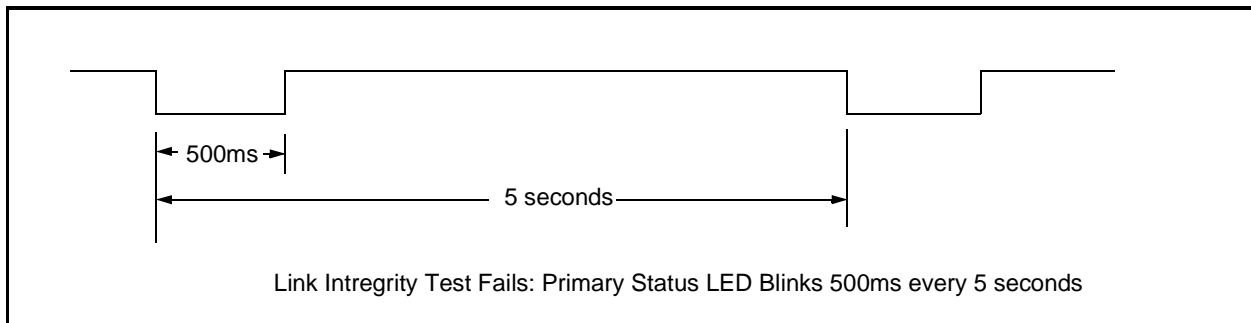 500ms
5 seconds
Link Intregrity Test Fails: Primary Status LED Blinks 500ms every 5 seconds